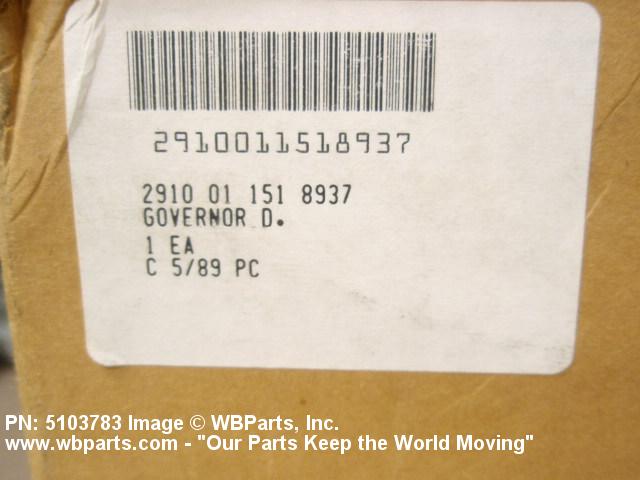 2910011518937
2910 01 151 8937
GOVERNOR D.
1 EA
C 5/89 PC
PN: 5103783 Image © WBParts, Inc.
www.wbparts.com - "Our Parts Keep the World Moving"